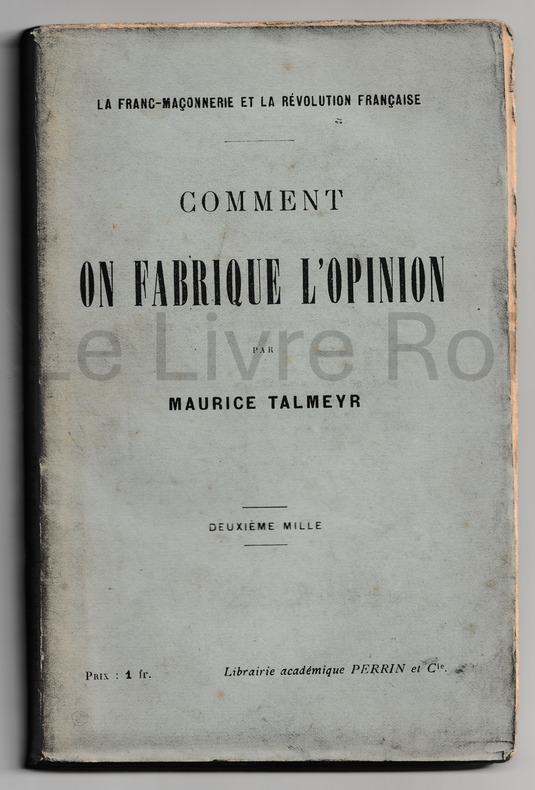 LA FRANC-MAÇONNERIE ET LA RÉVOLUTION FRANÇAISE
COMMENT
ON FABRIQUE L'OPINION
Le Livre Ro
PAR
MAURICE TALMEYR
DEUXIÈME MILLE
PRIX : 1 fr.
Librairie académique PERRIN et Cie.